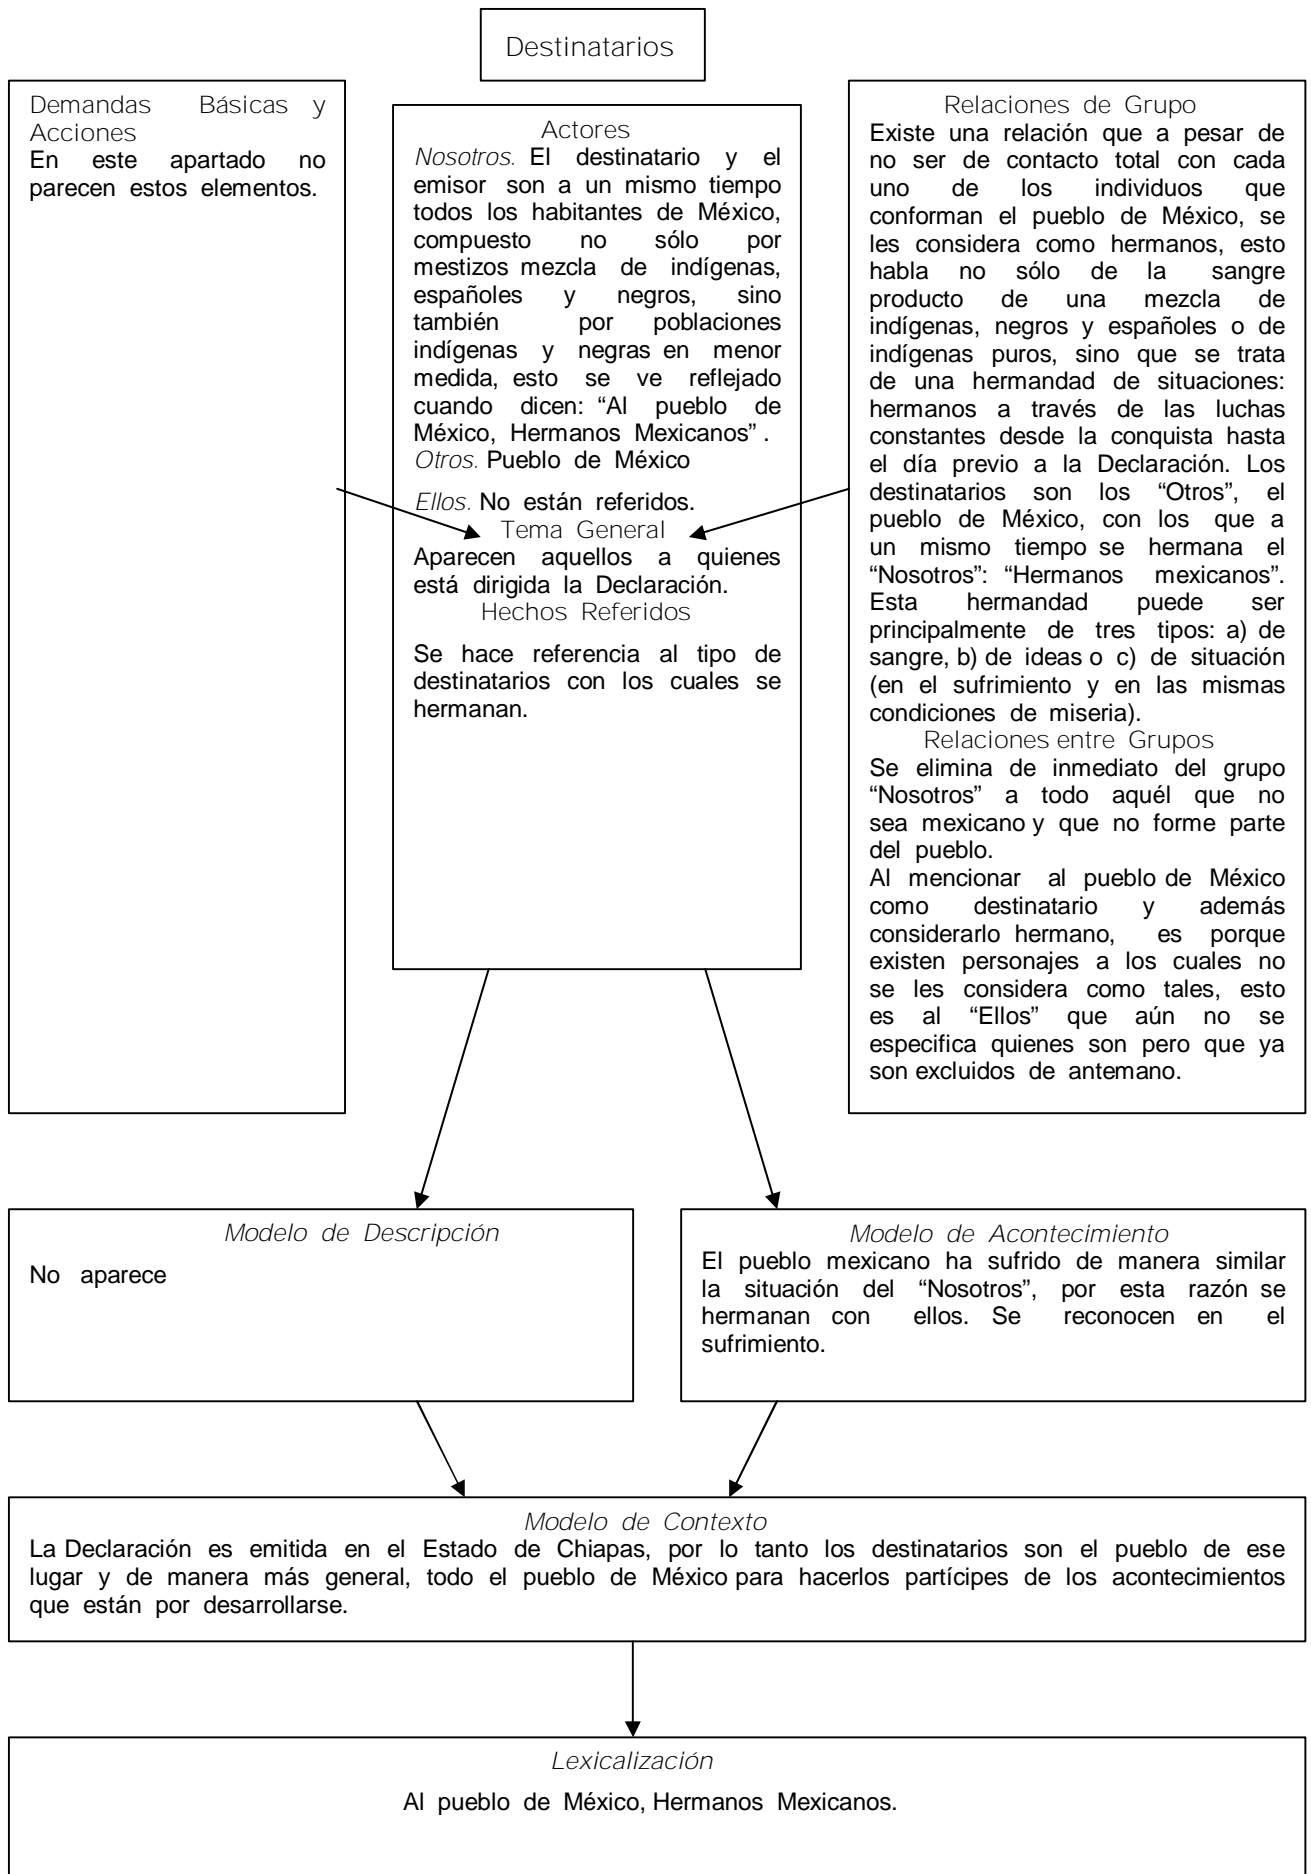 Destinatarios
Demandas Básicas y
Acciones
En este apartado no
parecen estos elementos.
Actores
Nosotros. El destinatario y el
emisor son a un mismo tiempo
todos los habitantes de México,
compuesto no sólo por
mestizos mezcla de indígenas,
españoles y negros, sino
también por poblaciones
indígenas y negras en menor
medida, esto se ve reflejado
cuando dicen: “Al pueblo de
México, Hermanos Mexicanos” .
Otros. Pueblo de México
Ellos. No están referidos.
Tema General
Aparecen aquellos a quienes
está dirigida la Declaración.
Hechos Referidos
Se hace referencia al tipo de
destinatarios con los cuales se
hermanan.
Relaciones de Grupo
Existe una relación que a pesar de
no ser de contacto total con cada
uno de los individuos que
conforman el pueblo de México, se
les considera como hermanos, esto
habla no sólo de la sangre
producto de una mezcla de
indígenas, negros y españoles o de
indígenas puros, sino que se trata
de una hermandad de situaciones:
hermanos a través de las luchas
constantes desde la conquista hasta
el día previo a la Declaración. Los
destinatarios son los “Otros”, el
pueblo de México, con los que a
un mismo tiempo se hermana el
“Nosotros”: “Hermanos mexicanos”.
Esta hermandad puede ser
principalmente de tres tipos: a) de
sangre, b) de ideas o c) de situación
(en el sufrimiento y en las mismas
condiciones de miseria).
Relaciones entre Grupos
Se elimina de inmediato del grupo
“Nosotros” a todo aquél que no
sea mexicano y que no forme parte
del pueblo.
Al mencionar al pueblo de México
como destinatario y además
considerarlo hermano, es porque
existen personajes a los cuales no
se les considera como tales, esto
es al “Ellos” que aún no se
especifica quienes son pero que ya
son excluidos de antemano.
Modelo de Descripción
No aparece
Modelo de Acontecimiento
El pueblo mexicano ha sufrido de manera similar
la situación del “Nosotros”, por esta razón se
hermanan con ellos. Se reconocen en el
sufrimiento.
Modelo de Contexto
La Declaración es emitida en el Estado de Chiapas, por lo tanto los destinatarios son el pueblo de ese
lugar y de manera más general, todo el pueblo de México para hacerlos partícipes de los acontecimientos
que están por desarrollarse.
Lexicalización
Al pueblo de México, Hermanos Mexicanos.